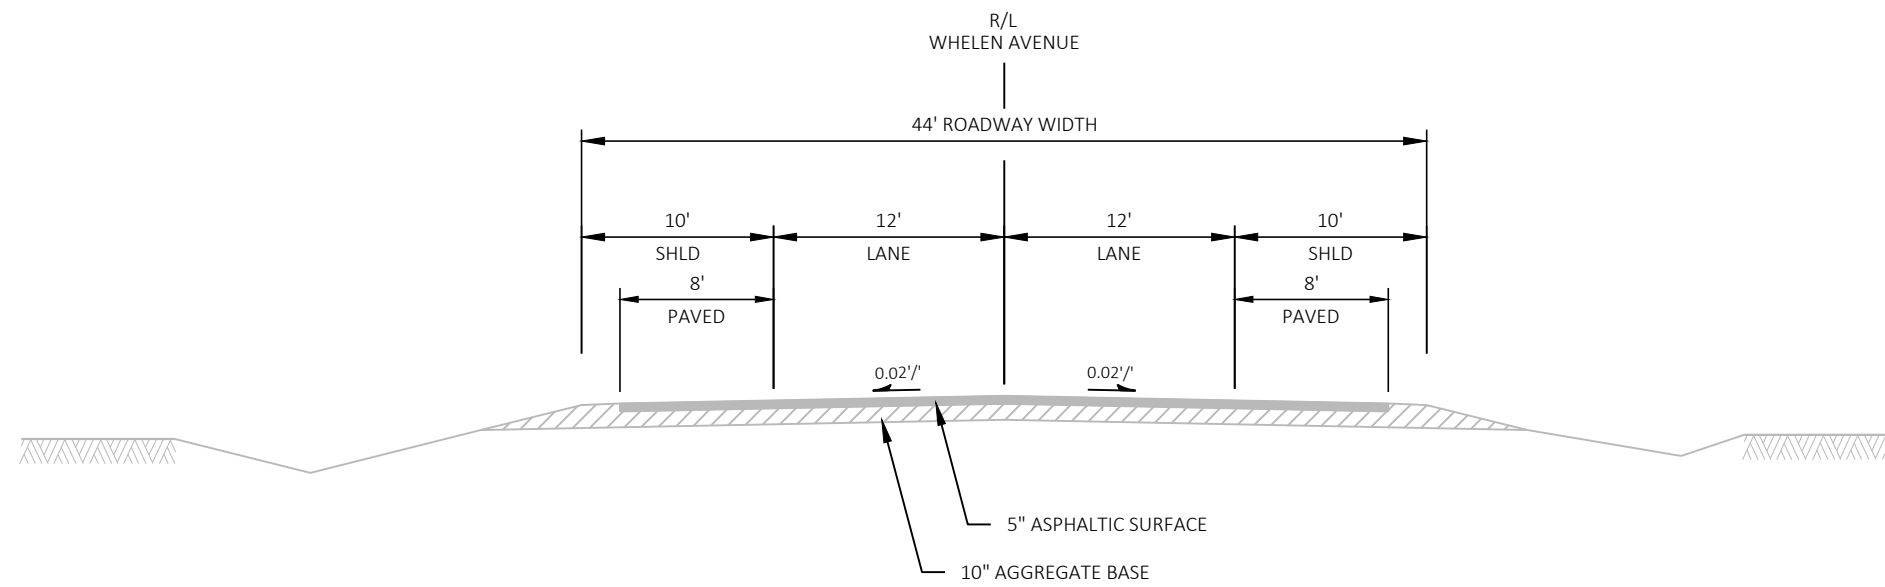 R/L
WHELEN AVENUE
44' ROADWAY WIDTH
10' 12' 12' 10'
SHLD LANE LANE SHLD
8' 8'
PAVED PAVED
0.02'/' 0.02'/'
5" ASPHALTIC SURFACE
10" AGGREGATE BASE